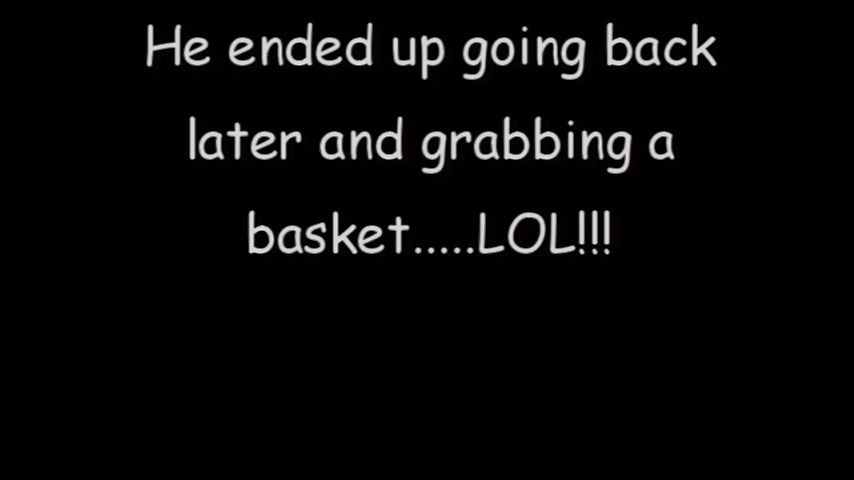 He ended up going back
later and grabbing a
basket.....LOL!!!